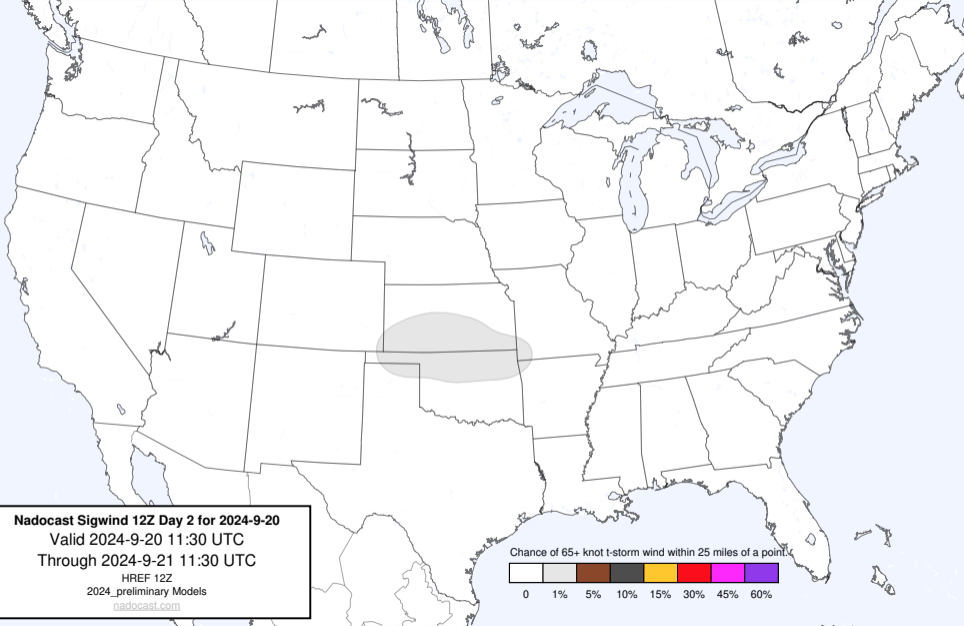 Nadocast Sigwind 12Z Day 2 for 2024-9-20
Valid 2024-9-20 11:30 UTC
Through 2024-9-21 11:30 UTC
HREF 12Z
2024_preliminary Models
nadocast.com
Chance of 65+ knot t-storm wind within 25 miles of a point.
0 1% 5% 10% 15% 30% 45% 60%